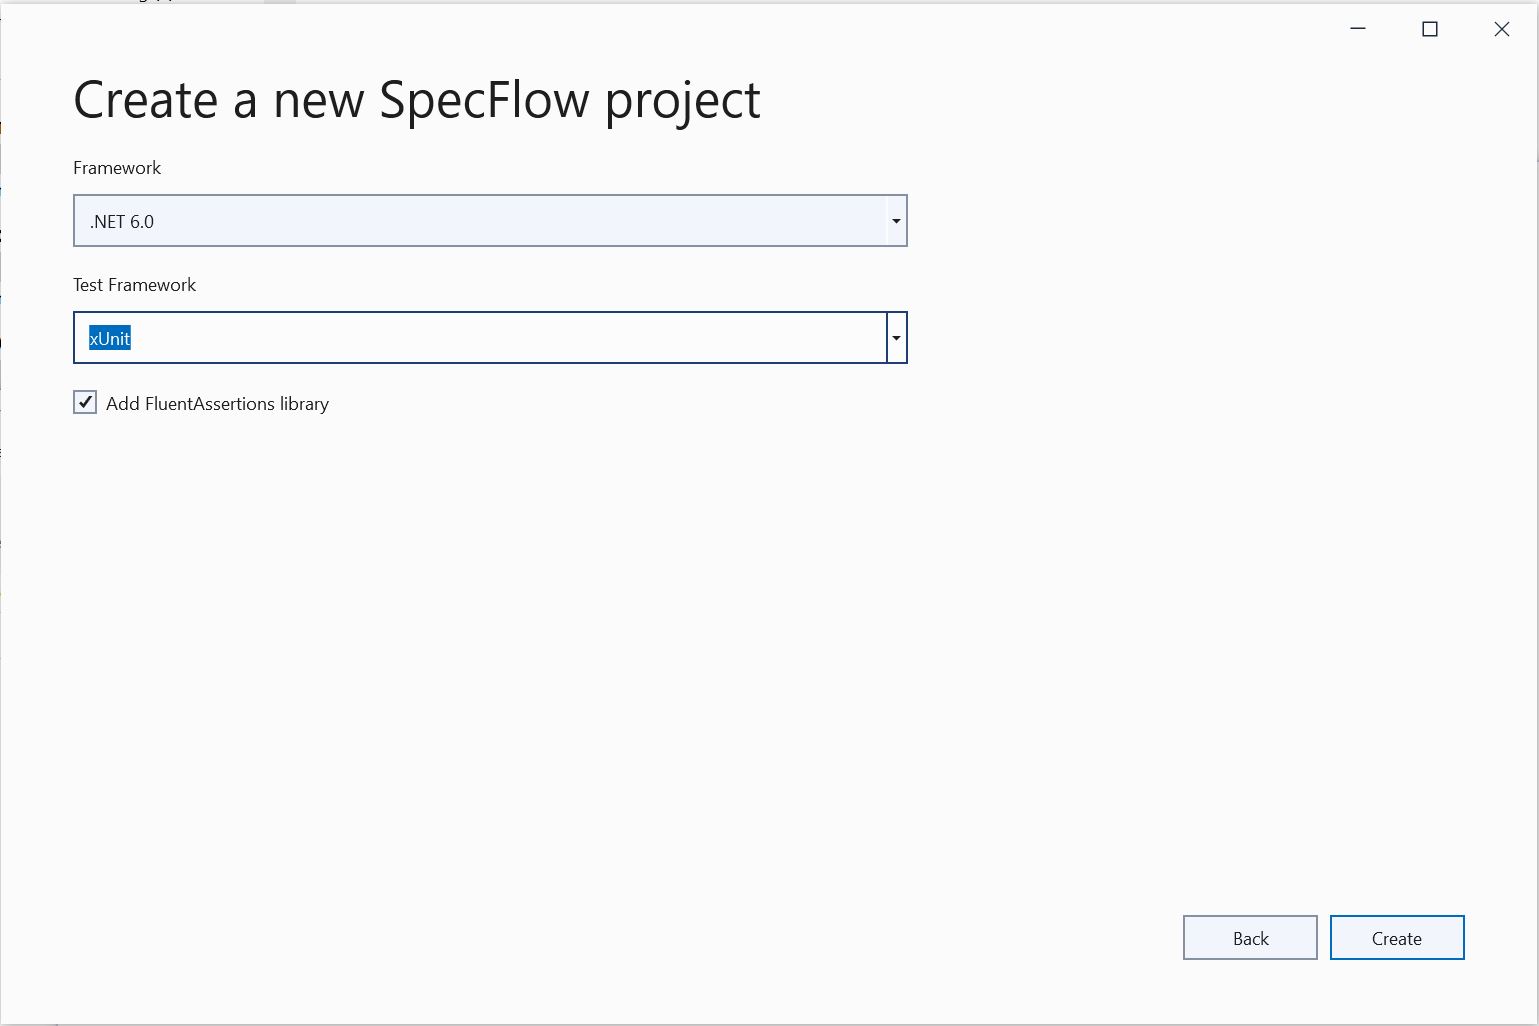 Create a new SpecFlow project
Framework
.NET 6.0
Test Framework
xUnit
Add FluentAssertions library
Back
Create